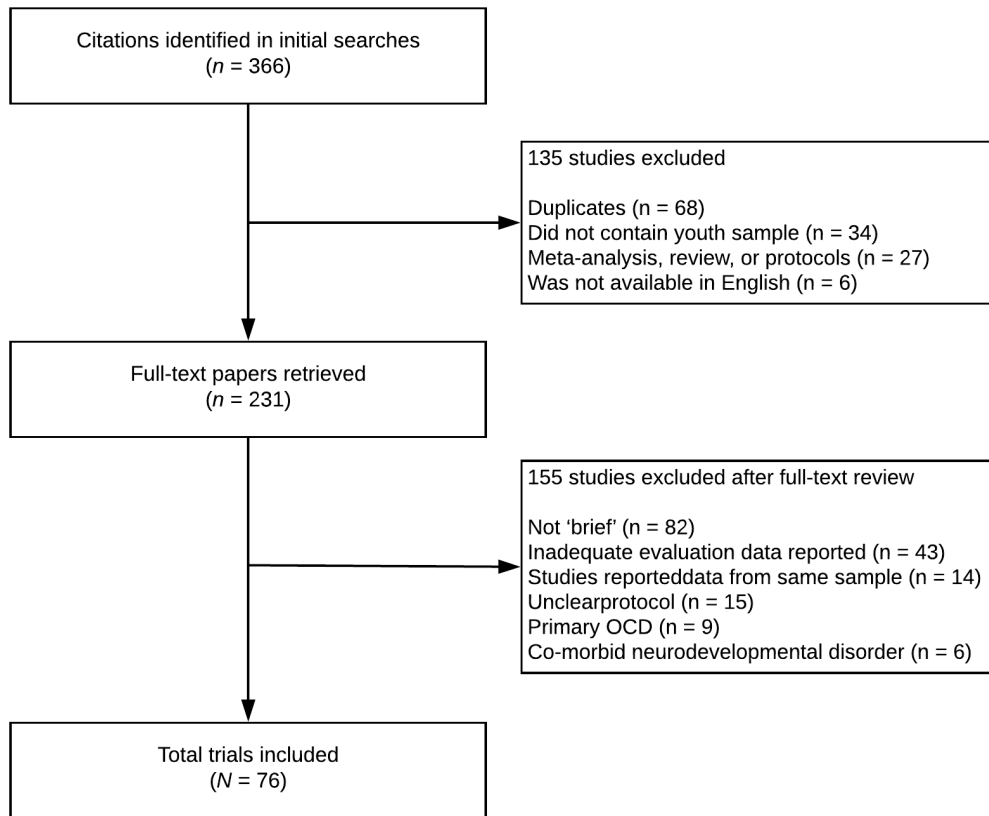 Citations identified in initial searches
(n = 366)
135 studies excluded
Duplicates (n = 68)
Did not contain youth sample (n = 34)
Meta-analysis, review, or protocols (n = 27)
Was not available in English (n = 6)
Full-text papers retrieved
(n = 231)
155 studies excluded after full-text review
Not ‘brief’ (n = 82)
Inadequate evaluation data reported (n = 43)
Studies reporteddata from same sample (n = 14)
Unclearprotocol (n = 15)
Primary OCD (n = 9)
Co-morbid neurodevelopmental disorder (n = 6)
Total trials included
(N = 76)